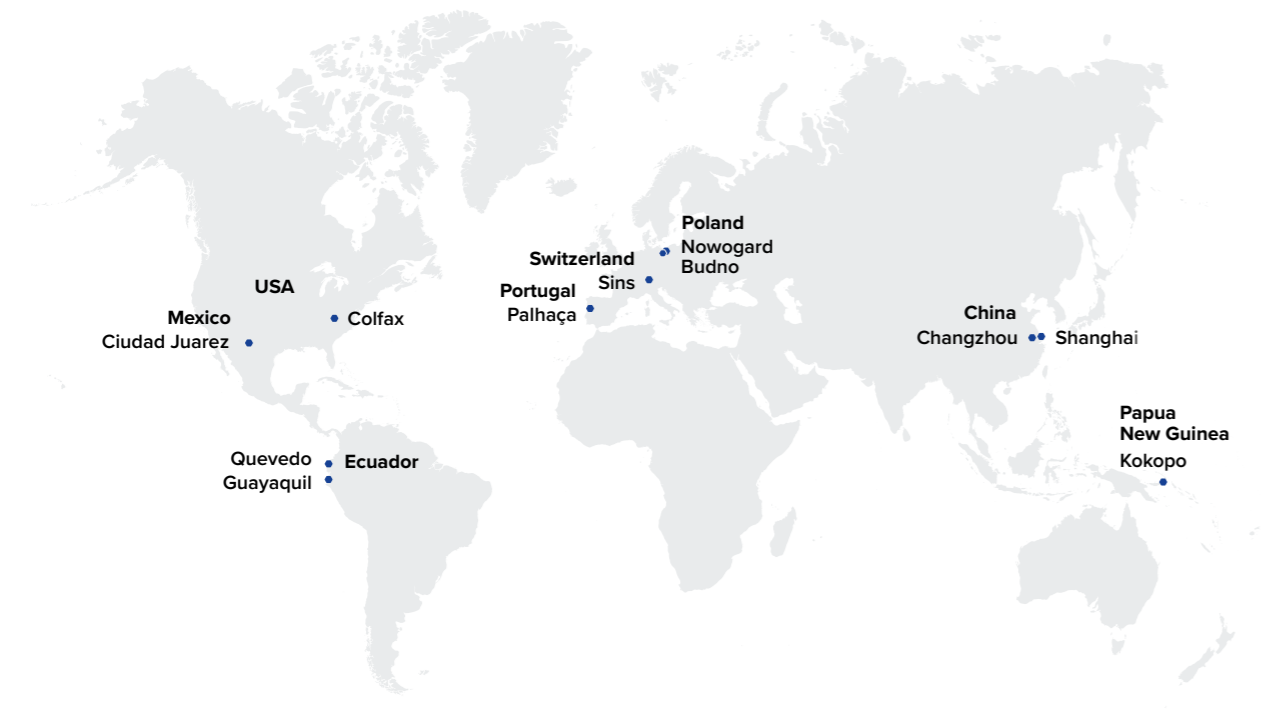 USA
Colfax
Mexico
Ciudad Juarez
Quevedo
Guayaquil
Ecuador
Poland
Nowogard
Budno
Switzerland
Sins
Portugal
Palhaça
China
Changzhou
Shanghai
Papua
New Guinea
Kokopo